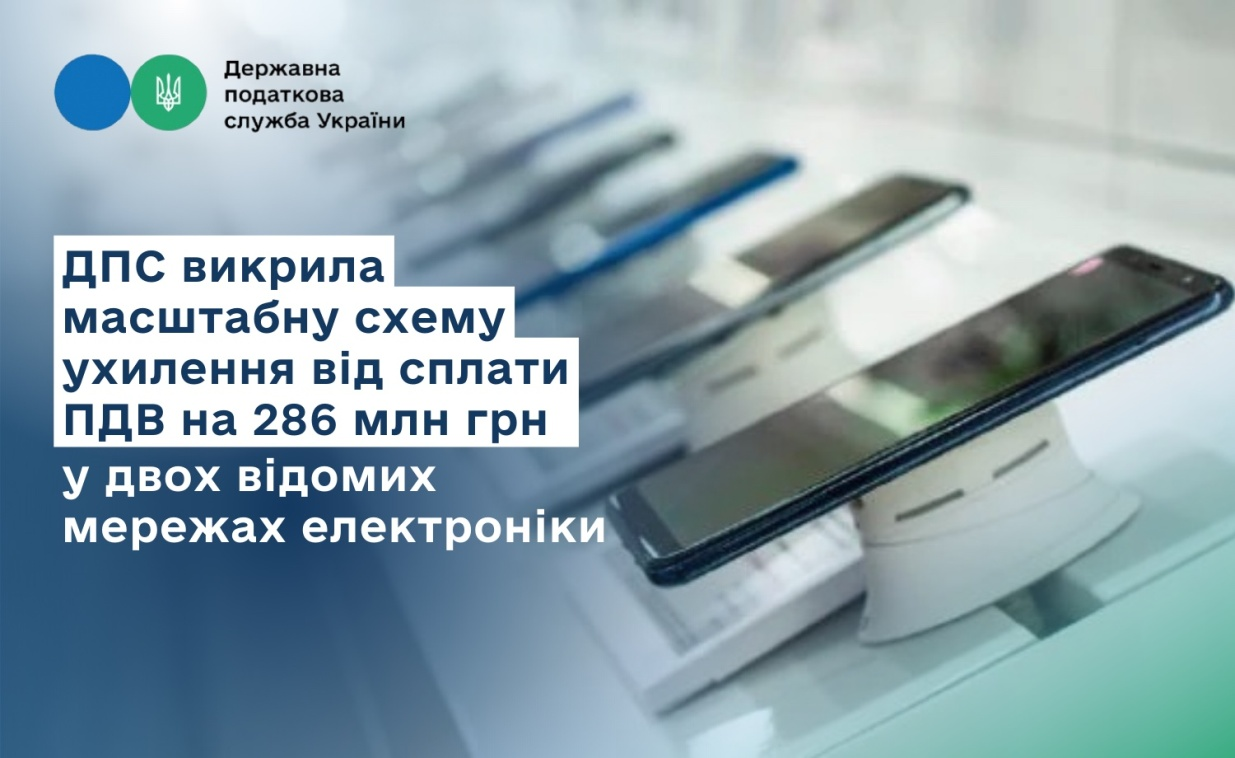 Державна
податкова
служба України
ДПС викрила
масштабну схему
ухилення від сплати
ПДВ на 286 млн грн
у двох відомих
мережах електроніки